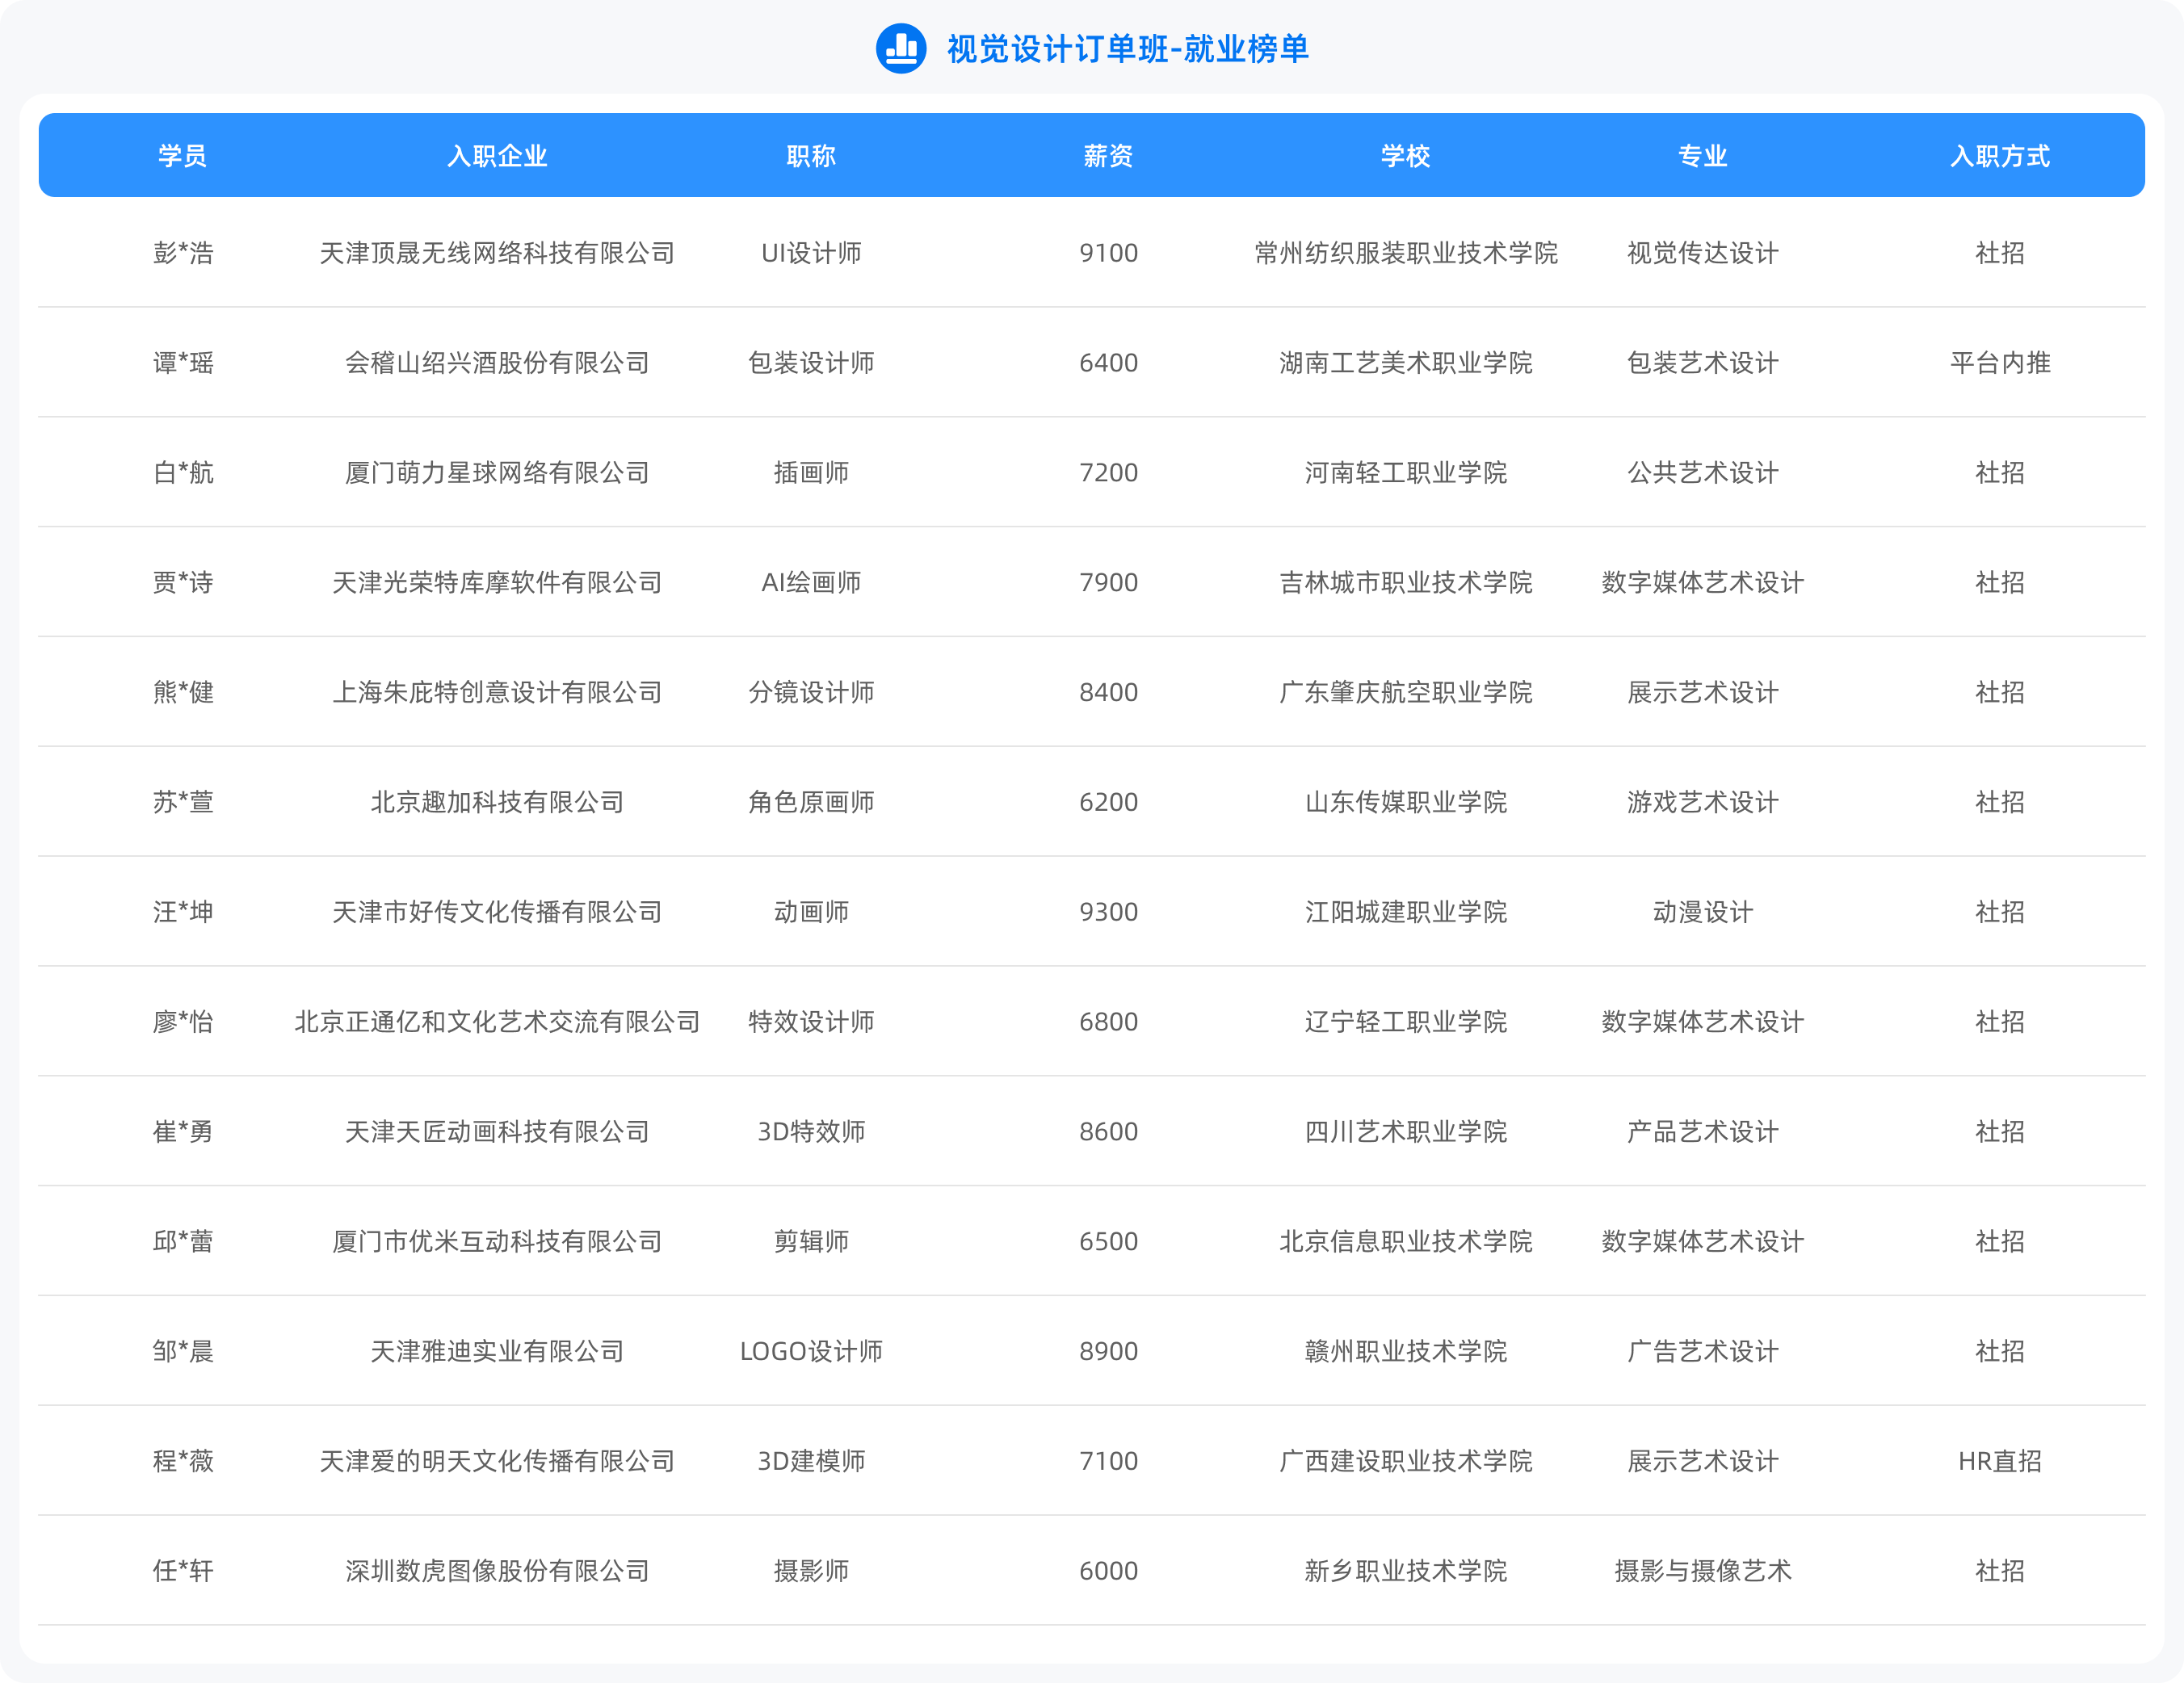 视觉设计订单班-就业榜单
学员 入职企业 职称 薪资 学校 专业 入职方式
彭*浩 天津顶晟无线网络科技有限公司 UI设计师 9100 常州纺织服装职业技术学院 视觉传达设计 社招
谭*瑶 会稽山绍兴酒股份有限公司 包装设计师 6400 湖南工艺美术职业学院 包装艺术设计 平台内推
白*航 厦门萌力星球网络有限公司 插画师 7200 河南轻工职业学院 公共艺术设计 社招
贾*诗 天津光荣特库摩软件有限公司 AI绘画师 7900 吉林城市职业技术学院 数字媒体艺术设计 社招
熊*健 上海朱庇特创意设计有限公司 分镜设计师 8400 广东肇庆航空职业学院 展示艺术设计 社招
苏*萱 北京趣加科技有限公司 角色原画师 6200 山东传媒职业学院 游戏艺术设计 社招
汪*坤 天津市好传文化传播有限公司 动画师 9300 江阳城建职业学院 动漫设计 社招
廖*怡 北京正通亿和文化艺术交流有限公司 特效设计师 6800 辽宁轻工职业学院 数字媒体艺术设计 社招
崔*勇 天津天匠动画科技有限公司 3D特效师 8600 四川艺术职业学院 产品艺术设计 社招
邱*蕾 厦门市优米互动科技有限公司 剪辑师 6500 北京信息职业技术学院 数字媒体艺术设计 社招
邹*晨 天津雅迪实业有限公司 LOGO设计师 8900 赣州职业技术学院 广告艺术设计 社招
程*薇 天津爱的明天文化传播有限公司 3D建模师 7100 广西建设职业技术学院 展示艺术设计 HR直招
任*轩 深圳数虎图像股份有限公司 摄影师 6000 新乡职业技术学院 摄影与摄像艺术 社招